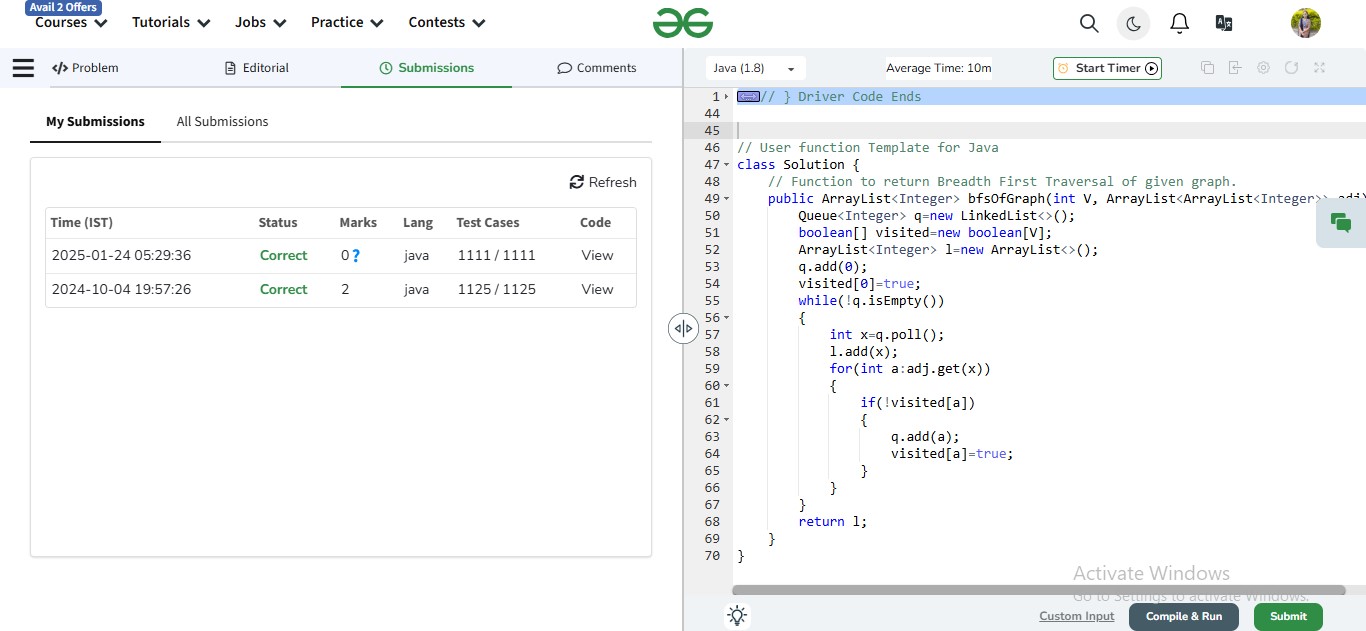 Avail 2 Offers
Courses Tutorials Jobs Practice Contests
</> Problem Editorial Submissions Comments
My Submissions All Submissions
Refresh
Time (IST) Status Marks Lang Test Cases Code
2025-01-24 05:29:36 Correct 0? java 1111 / 1111 View
2024-10-04 19:57:26 Correct 2 java 1125 / 1125 View
Java (1.8) Average Time: 10m Start Timer
1 // } Driver Code Ends
44
45
46 // User function Template for Java
47 class Solution {
48 // Function to return Breadth First Traversal of given graph.
49 public ArrayList<Integer> bfsOfGraph(int V, ArrayList<ArrayList<Integer>> adj)
50 Queue<Integer> q=new LinkedList<>();
51 boolean[] visited=new boolean[V];
52 ArrayList<Integer> l=new ArrayList<>();
53 q.add(0);
54 visited[0]=true;
55 while(!q.isEmpty())
56 {
57 int x=q.poll();
58 l.add(x);
59 for(int a:adj.get(x))
60 {
61 if(!visited[a])
62 {
63 q.add(a);
64 visited[a]=true;
65 }
66 }
67 }
68 return l;
69 }
70 }
Activate Windows
Go to Settings to activate Windows.
Custom Input Compile & Run Submit